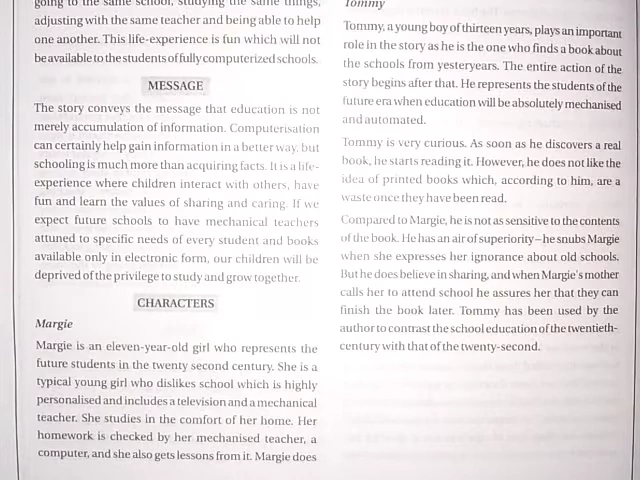 going to the same school, studying the same things,
adjusting with the same teacher and being able to help
one another. This life-experience is fun which will not
be available to the students of fully computerized schools.
MESSAGE
The story conveys the message that education is not
merely accumulation of information. Computerisation
can certainly help gain information in a better way, but
schooling is much more than acquiring facts. It is a life-
experience where children interact with others, have
fun and learn the values of sharing and caring. If we
expect future schools to have mechanical teachers
attuned to specific needs of every student and books
available only in electronic form, our children will be
deprived of the privilege to study and grow together.
CHARACTERS
Margie
Margie is an eleven-year-old girl who represents the
future students in the twenty second century. She is a
typical young girl who dislikes school which is highly
personalised and includes a television and a mechanical
teacher. She studies in the comfort of her home. Her
homework is checked by her mechanised teacher, a
computer, and she also gets lessons from it. Margie does
Tommy
Tommy, a young boy of thirteen years, plays an important
role in the story as he is the one who finds a book about
the schools from yesteryears. The entire action of the
story begins after that. He represents the students of the
future era when education will be absolutely mechanised
and automated.
Tommy is very curious. As soon as he discovers a real
book, he starts reading it. However, he does not like the
idea of printed books which, according to him, are a
waste once they have been read.
Compared to Margie, he is not as sensitive to the contents
of the book. He has an air of superiority–he snubs Margie
when she expresses her ignorance about old schools.
But he does believe in sharing, and when Margie's mother
calls her to attend school he assures her that they can
finish the book later. Tommy has been used by the
author to contrast the school education of the twentieth-
century with that of the twenty-second.